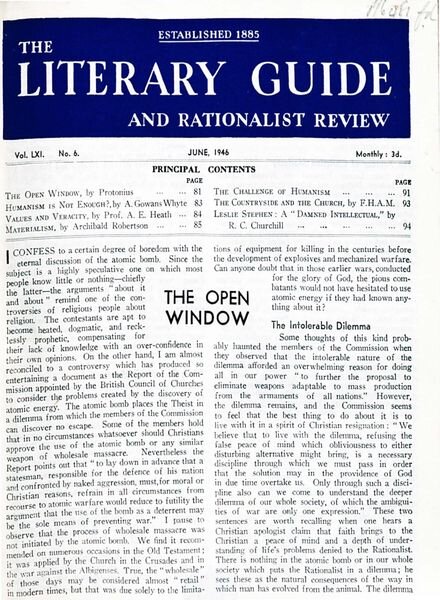 ESTABLISHED 1885
THE
LITERARY GUIDE
AND RATIONALIST REVIEW
Vol. LXI. No. 6. JUNE, 1946 Monthly : 3d.
PRINCIPAL CONTENTS
PAGE
THE OPEN WINDOW, by Protonius ... ... 81
HUMANISM IS NOT ENOUGH?, by A. Gowans Whyte 83
VALUES AND VERACITY, by Prof. A. E. Heath ... 84
MATERIALISM, by Archibald Robertson ... ... 85
PAGE
THE CHALLENGE OF HUMANISM ... ... ... 91
THE COUNTRYSIDE AND THE CHURCH, by F.H.A.M. 93
LESLIE STEPHEN : A "DAMNED INTELLECTUAL," by
R. C. Churchill ... ... ... ... 94
THE OPEN
WINDOW
I CONFESS to a certain degree of boredom with the
eternal discussion of the atomic bomb. Since the
subject is a highly speculative one on which most
people know little or nothing—chiefly
the latter—the arguments "about it
and about" remind one of the con-
troversies of religious people about
religion. The contestants are apt to
become heated, dogmatic, and reck-
lessly prophetic, compensating for
their lack of knowledge with an over-confidence in
their own opinions. On the other hand, I am almost
reconciled to a controversy which has produced so
entertaining a document as the Report of the Com-
mission appointed by the British Council of Churches
to consider the problems created by the discovery of
atomic energy. The atomic bomb places the Theist in
a dilemma from which the members of the Commission
can discover no escape. Some of the members hold
that in no circumstances whatsoever should Christians
approve the use of the atomic bomb or any similar
weapon of wholesale massacre. Nevertheless the
Report points out that "to lay down in advance that a
statesman, responsible for the defence of his nation
and confronted by naked aggression, must, for moral or
Christian reasons, refrain in all circumstances from
recourse to atomic warfare would reduce to futility the
argument that the use of the bomb as a deterrent may
be the sole means of preventing war." I pause to
observe that the process of wholesale massacre was
not initiated by the atomic bomb. We find it recom-
mended on numerous occasions in the Old Testament ;
it was applied by the Church in the Crusades and in
the war against the Albigenses. True, the "wholesale"
of those days may be considered almost "retail"
in modern times, but that was due solely to the limita-
tions of equipment for killing in the centuries before
the development of explosives and mechanized warfare.
Can anyone doubt that in those earlier wars, conducted
for the glory of God, the pious com-
batants would not have hesitated to use
atomic energy if they had known any-
thing about it?
The Intolerable Dilemma
Some thoughts of this kind prob-
ably haunted the members of the Commission when
they observed that the intolerable nature of the
dilemma afforded an overwhelming reason for doing
all in our power "to further the proposal to
eliminate weapons adaptable to mass production
from the armaments of all nations." However,
the dilemma remains, and the Commission seems
to feel that the best thing to do about it is to
live with it in a spirit of Christian resignation : "We
believe that to live with the dilemma, refusing the
false peace of mind which obliviousness to either
disturbing alternative might bring, is a necessary
discipline through which we must pass in order
that the solution may in the providence of God
in due time overtake us. Only through such a disci-
pline also can we come to understand the deeper
dilemma of our whole society, of which the ambigui-
ties of war are only one expression." These two
sentences are worth recalling when one hears a
Christian apologist claim that faith brings to the
Christian a peace of mind and a depth of under-
standing of life's problems denied to the Rationalist.
There is nothing in the atomic bomb or in our whole
society which puts the Rationalist in a dilemma ; he
sees these as the natural consequences of the way in
which man has evolved from the animal. The dilemma